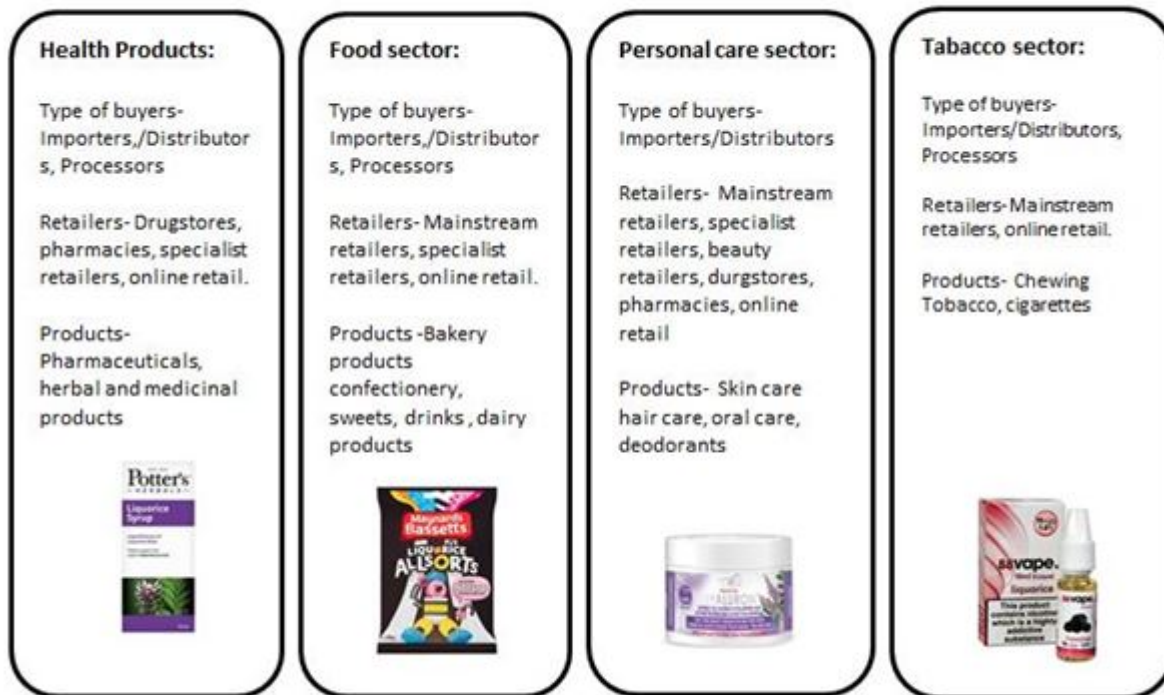 Health Products:
Type of buyers-
Importers,/Distributor
s, Processors
Retailers- Drugstores,
pharmacies, specialist
retailers, online retail.
Products-
Pharmaceuticals,
herbal and medicinal
products
Potter's
HERBALS
Liquorice
Syrup
Food sector:
Type of buyers-
Importers,/Distributor
s, Processors
Retailers- Mainstream
retailers, specialist
retailers, online retail.
Products -Bakery
products
confectionery,
sweets, drinks , dairy
products
Maynards
Bassetts
LIQUORICE
ALLSORTS
Personal care sector:
Type of buyers-
Importers/Distributors
Retailers- Mainstream
retailers, specialist
retailers, beauty
retailers, durgstores,
pharmacies, online
retail
Products- Skin care
hair care, oral care,
deodorants
Tabacco sector:
Type of buyers-
Importers/Distributors,
Processors
Retailers- Mainstream
retailers, online retail.
Products- Chewing
Tobacco, cigarettes
88vape
liquorice
This product
contains nicotine
which is a highly
addictive
substance
vape